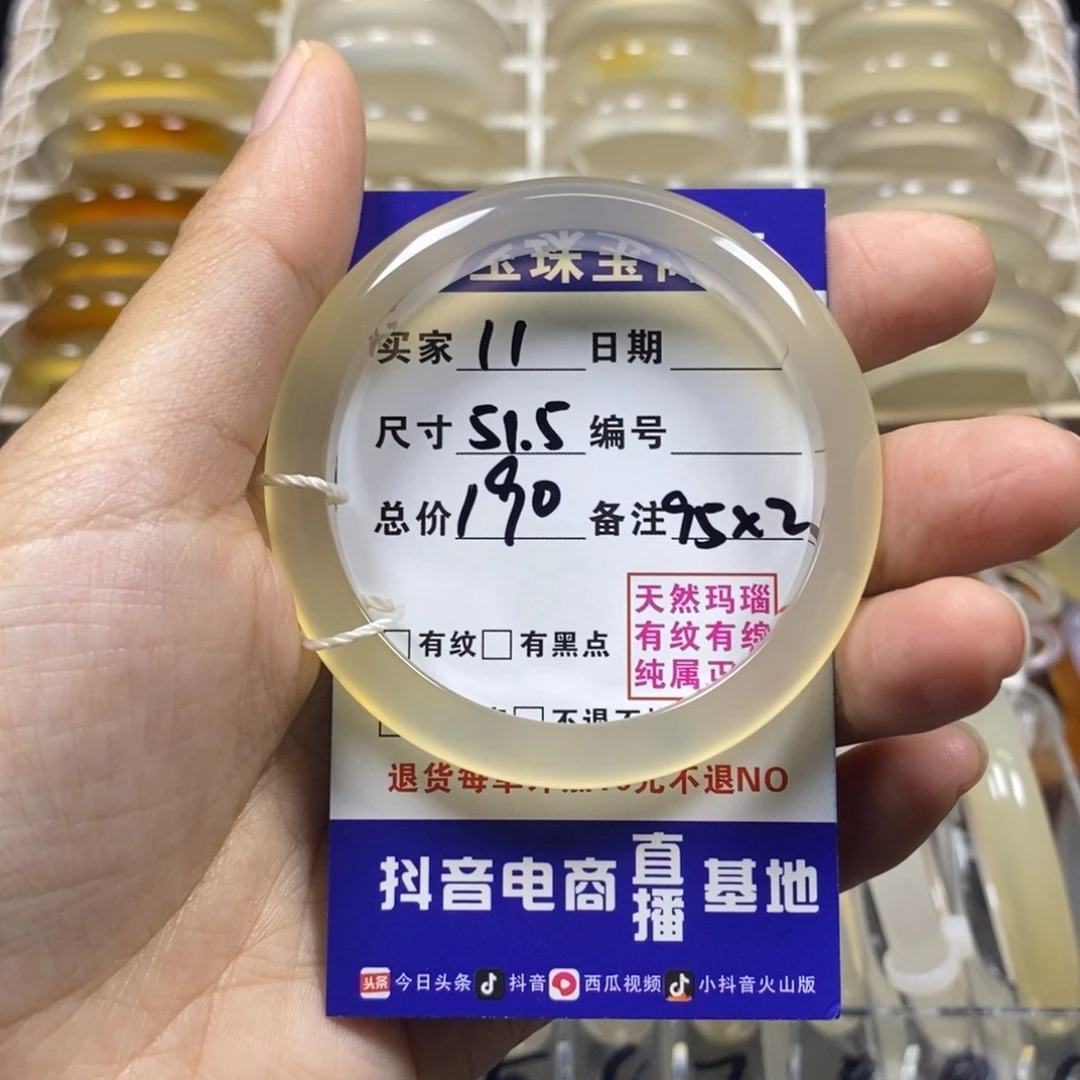 珠宝
买家 11 日期
尺寸 51.5 编号
总价 190 备注 95x2
天然玛瑙
有纹有
纯属
□有纹□有黑点
退货每单 元不退NO
抖音电商直播基地
今日头条 抖音 西瓜视频 小抖音火山版